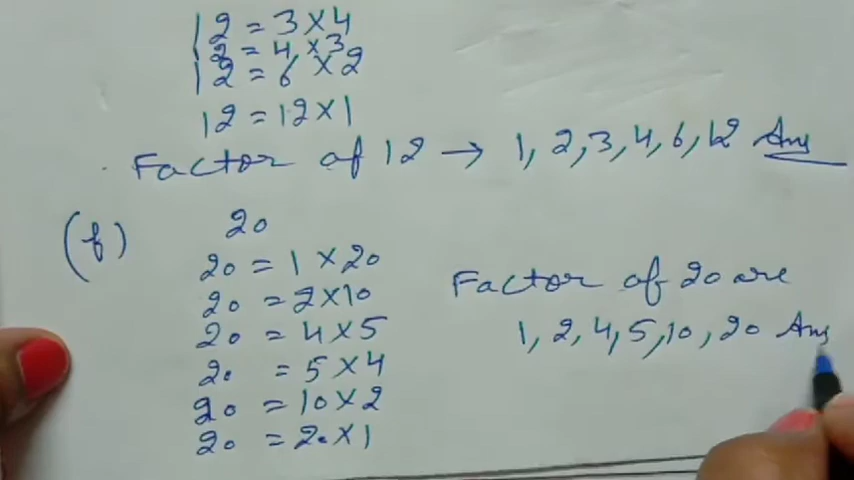 12 = 3 × 4
12 = 4 × 3
12 = 6 × 2
12 = 12 × 1
Factor of 12 → 1, 2, 3, 4, 6, 12 Ans
(f) 20
20 = 1 × 20
20 = 2 × 10
20 = 4 × 5
20 = 5 × 4
20 = 10 × 2
20 = 20 × 1
Factor of 20 are
1, 2, 4, 5, 10, 20 Ans